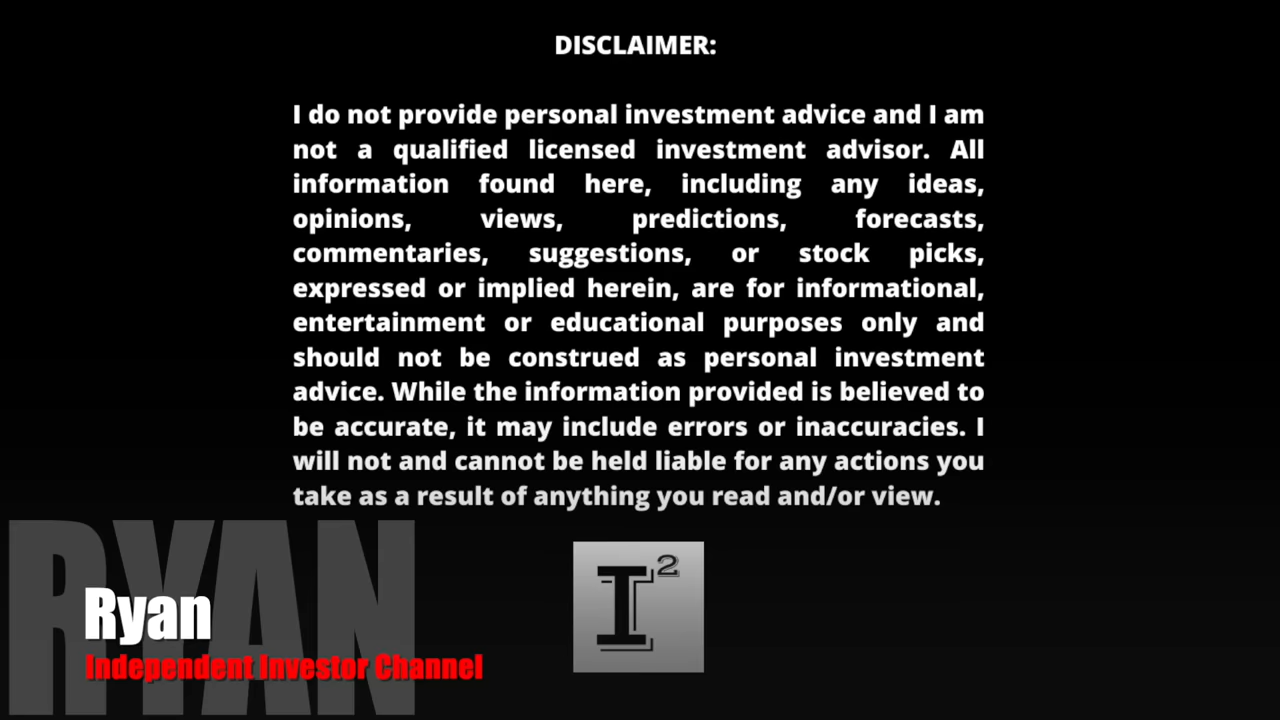 DISCLAIMER:
I do not provide personal investment advice and I am
not a qualified licensed investment advisor. All
information found here, including any ideas,
opinions, views, predictions, forecasts,
commentaries, suggestions, or stock picks,
expressed or implied herein, are for informational,
entertainment or educational purposes only and
should not be construed as personal investment
advice. While the information provided is believed to
be accurate, it may include errors or inaccuracies. I
will not and cannot be held liable for any actions you
take as a result of anything you read and/or view.
RYAN
Ryan
Independent Investor Channel
I²